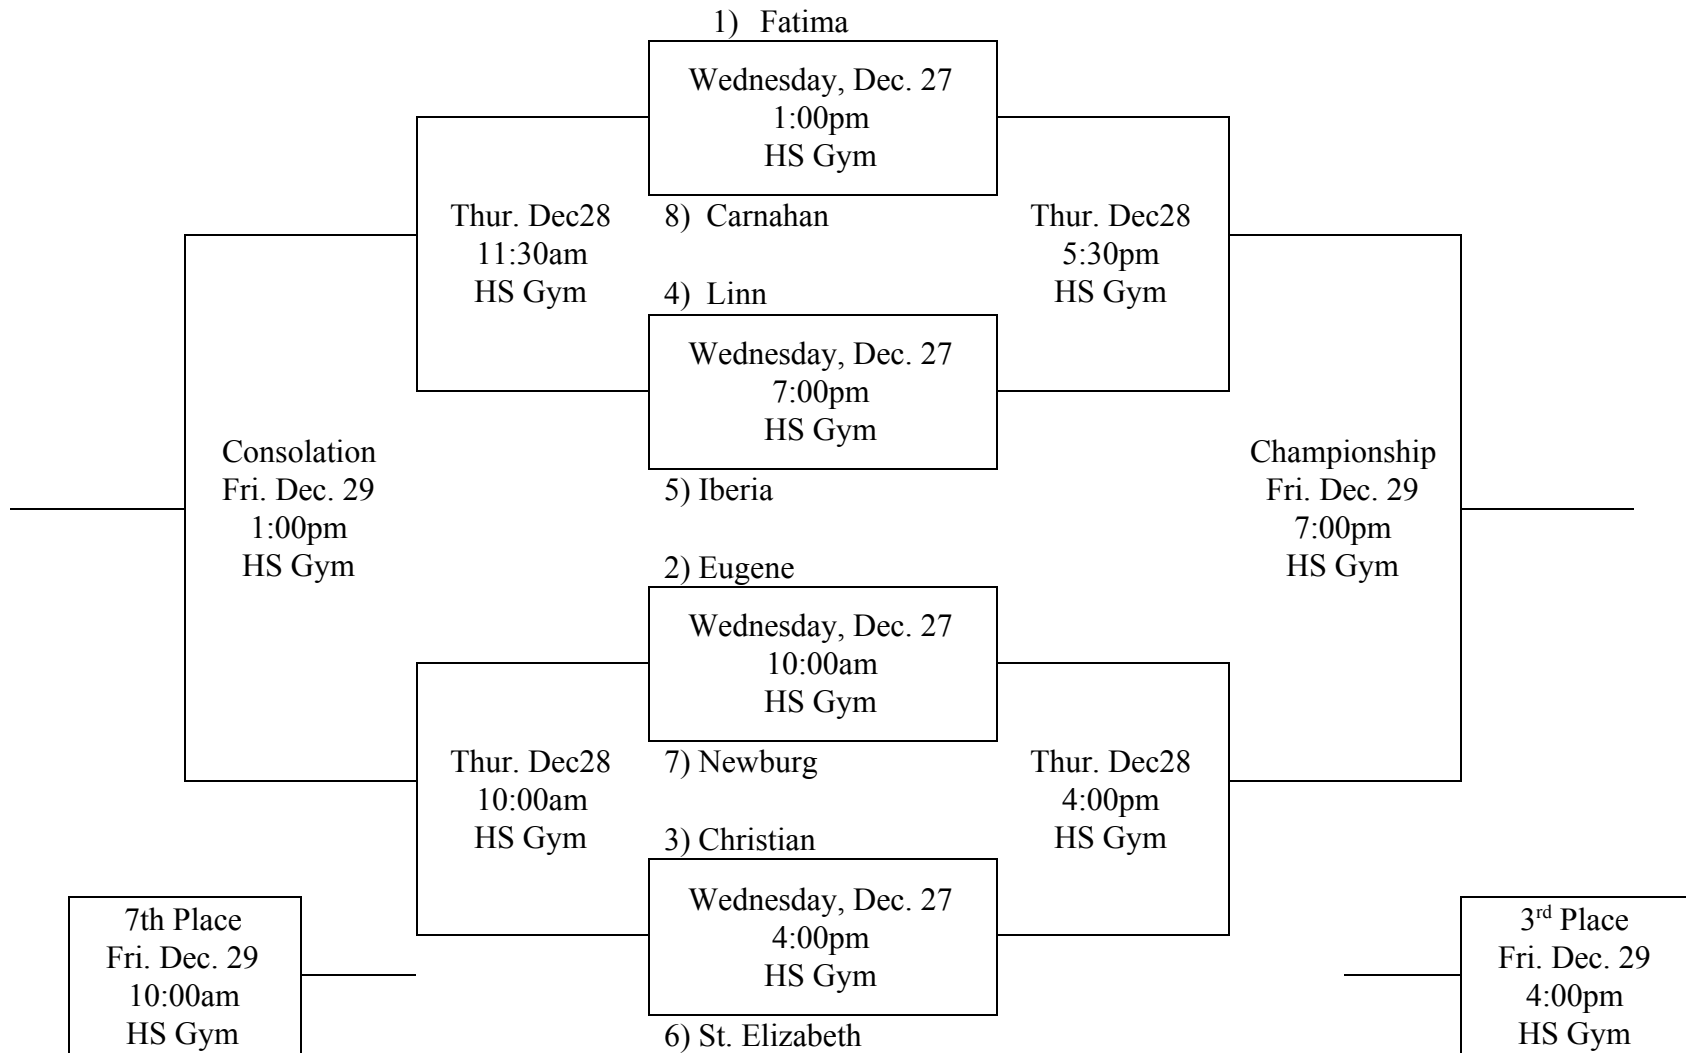 1) Fatima
Wednesday, Dec. 27
1:00pm
HS Gym
8) Carnahan
Thur. Dec28
11:30am
HS Gym
Thur. Dec28
5:30pm
HS Gym
4) Linn
Wednesday, Dec. 27
7:00pm
HS Gym
5) Iberia
Consolation
Fri. Dec. 29
1:00pm
HS Gym
Championship
Fri. Dec. 29
7:00pm
HS Gym
2) Eugene
Wednesday, Dec. 27
10:00am
HS Gym
7) Newburg
Thur. Dec28
10:00am
HS Gym
Thur. Dec28
4:00pm
HS Gym
3) Christian
Wednesday, Dec. 27
4:00pm
HS Gym
6) St. Elizabeth
7th Place
Fri. Dec. 29
10:00am
HS Gym
3rd Place
Fri. Dec. 29
4:00pm
HS Gym